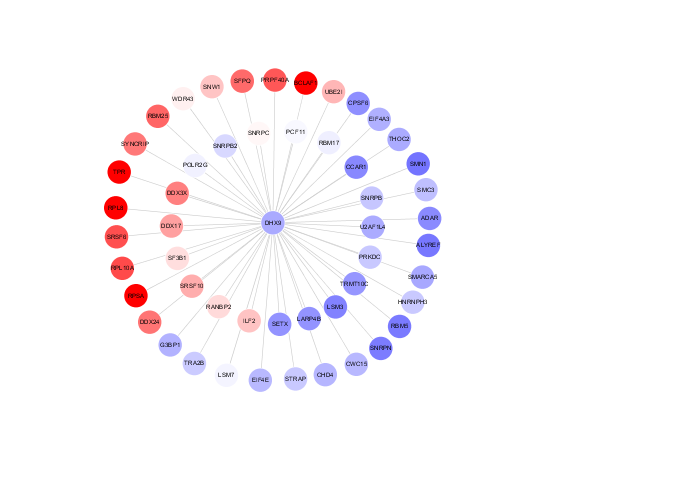 SFPQ
PRPF40A
BCLAF1
SNW1
UBE2I
WDR43
CPSF6
RBM25
EIF4A3
SNRPC
PCF11
THOC2
SYNCRIP
SNRPB2
RBM17
POLR2G
CCAR1
SMN1
TPR
DDX3X
SMC3
SNRPB
RPL8
ADAR
DHX9
SRSF6
DDX17
U2AF1L4
ALYREF
SF3B1
PRKDC
RPL10A
SMARCA5
SRSF10
TRMT10C
RPSA
HNRNPH3
RANBP2
LSM3
DDX24
ILF2
SETX
LARP4B
RBM5
G3BP1
SNRPN
TRA2B
CWC15
LSM7
EIF4E
STRAP
CHD4